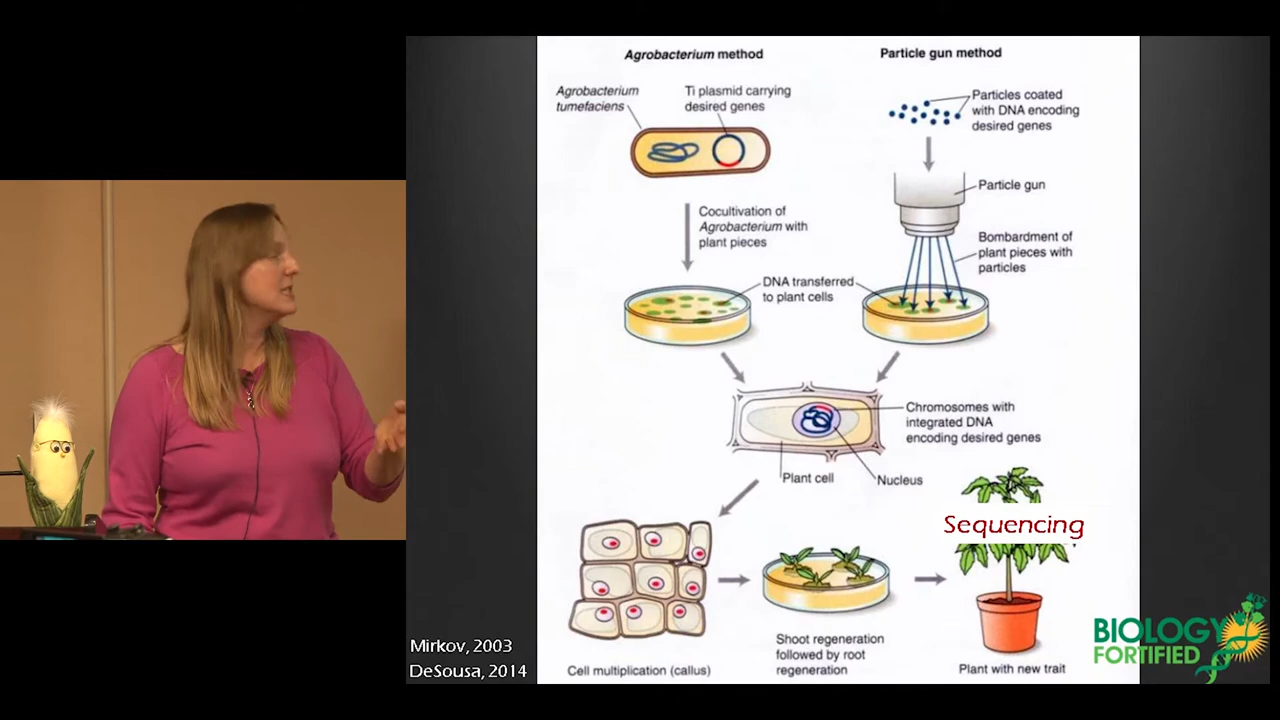 Agrobacterium method
Particle gun method
Agrobacterium
tumefaciens
Ti plasmid carrying
desired genes
Particles coated
with DNA encoding
desired genes
Particle gun
Cocultivation of
Agrobacterium with
plant pieces
Bombardment of
plant pieces with
particles
DNA transferred
to plant cells
Chromosomes with
integrated DNA
encoding desired genes
Plant cell
Nucleus
Sequencing
Cell multiplication (callus)
Shoot regeneration
followed by root
regeneration
Plant with new trait
Mirkov, 2003
DeSousa, 2014
BIOLOGY
FORTIFIED